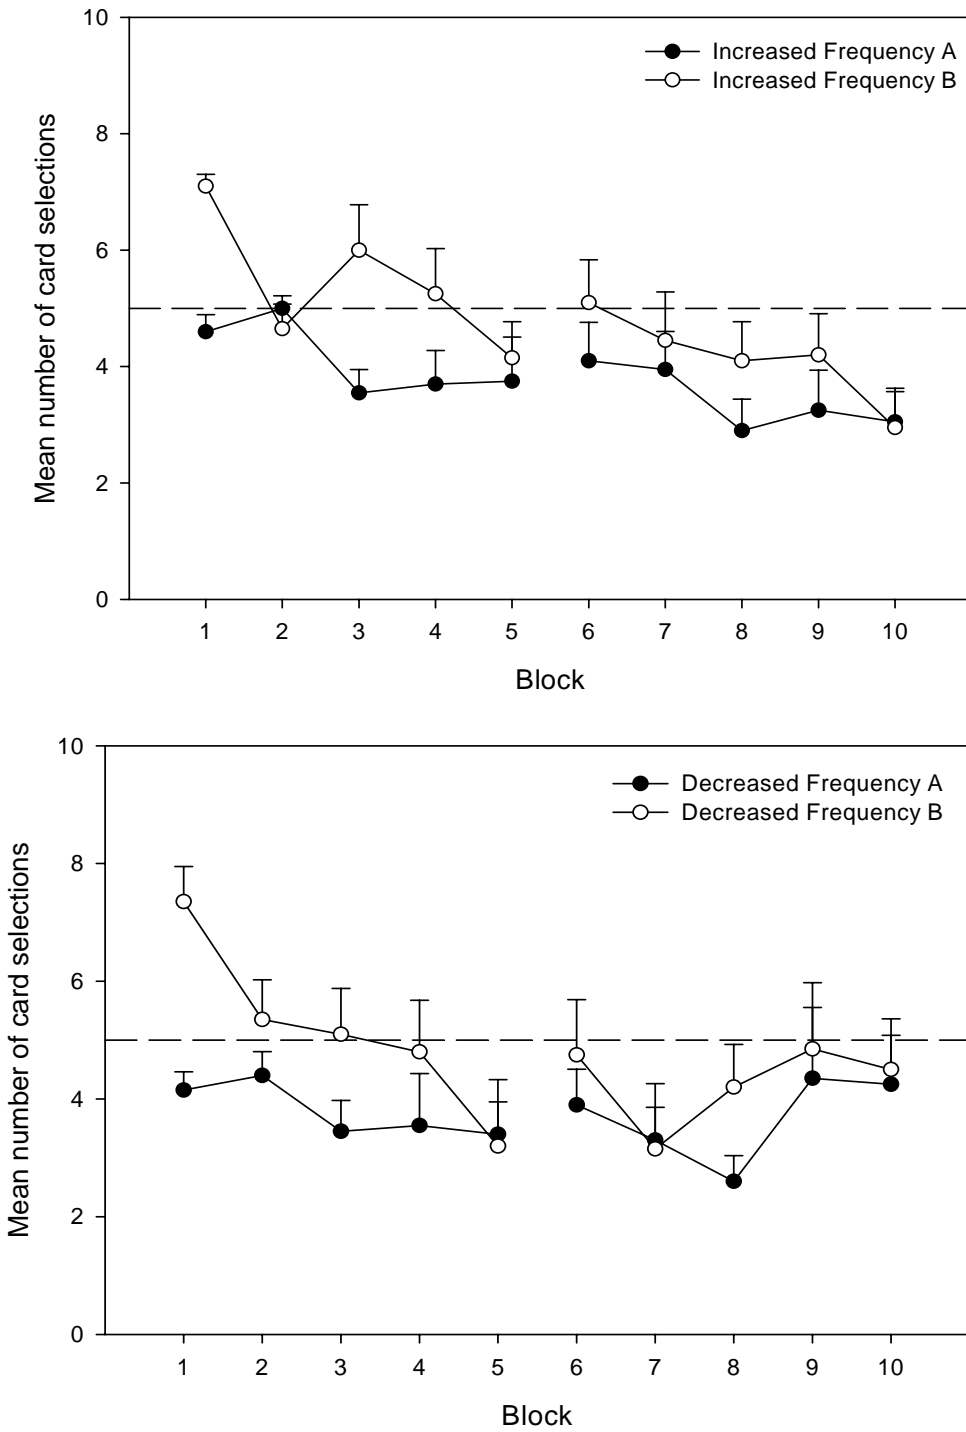 10
8
6
4
2
0
Mean number of card selections
Increased Frequency A
Increased Frequency B
1 2 3 4 5 6 7 8 9 10
Block
10
8
6
4
2
0
Mean number of card selections
Decreased Frequency A
Decreased Frequency B
1 2 3 4 5 6 7 8 9 10
Block